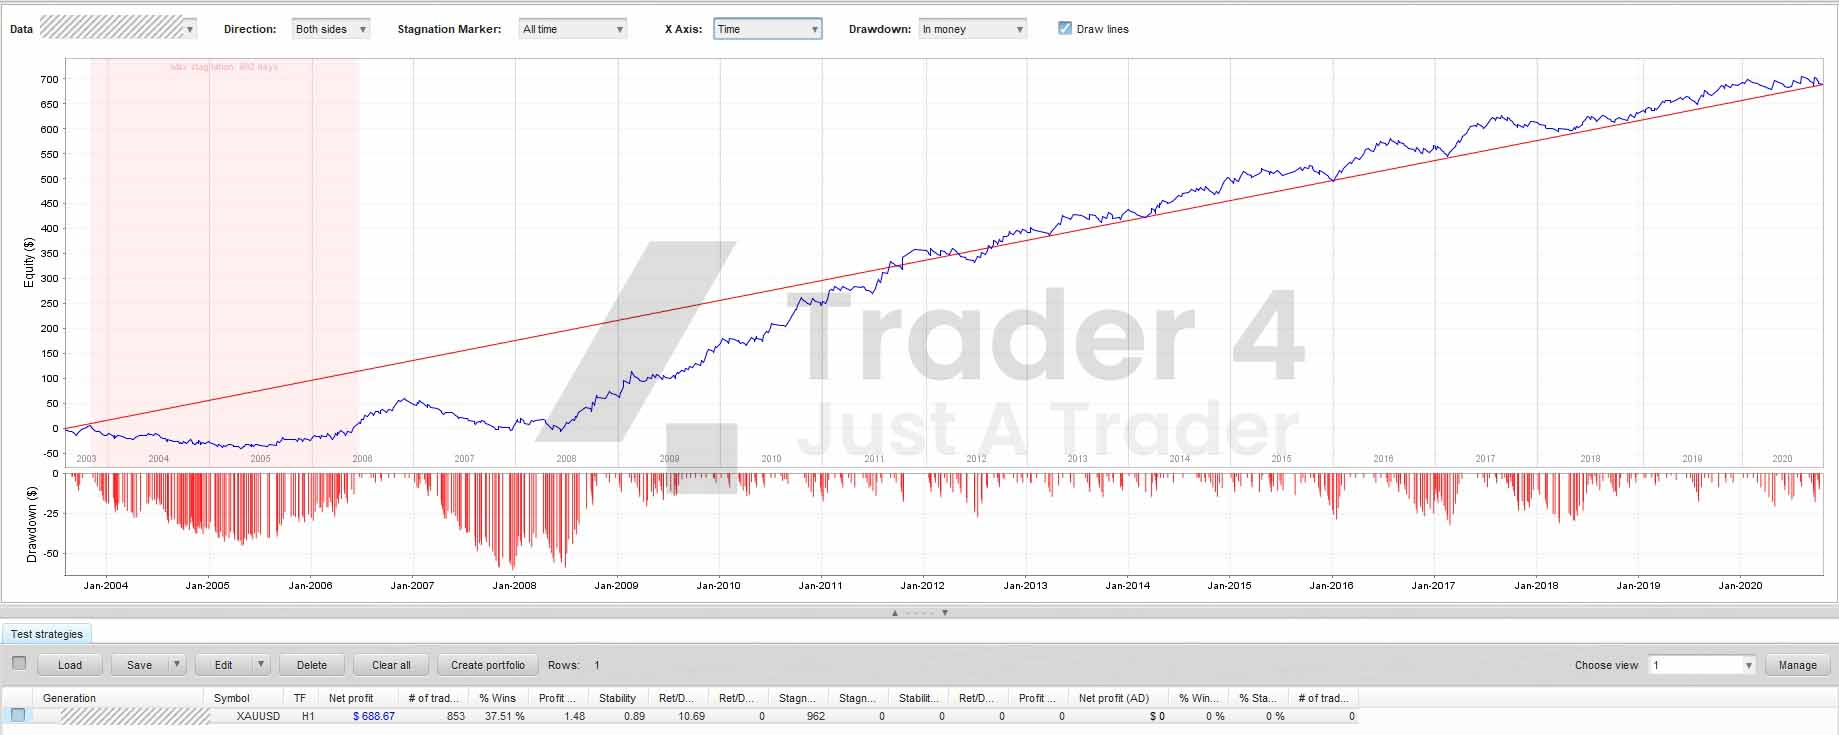 Data Direction: Both sides Stagnation Marker: All time X Axis: Time Drawdown: In money Draw lines
700
650
600
550
500
450
400
350
300
250
200
150
100
50
0
-50
Equity ($)
Trader 4
Just A Trader
2003 2004 2005 2006 2007 2008 2009 2010 2011 2012 2013 2014 2015 2016 2017 2018 2019 2020
0
-25
-50
Drawdown ($)
Jan-2004 Jan-2005 Jan-2006 Jan-2007 Jan-2008 Jan-2009 Jan-2010 Jan-2011 Jan-2012 Jan-2013 Jan-2014 Jan-2015 Jan-2016 Jan-2017 Jan-2018 Jan-2019 Jan-2020
Test strategies
Load Save Edit Delete Clear all Create portfolio Rows: 1 Choose view 1 Manage
Generation Symbol TF Net profit # of trad... % Wins Profit ... Stability Ret/D... Ret/D... Stagn... Stagn... Stabilit... Ret/D... Profit ... Net profit (AD) % Win... % Sta... # of trad...
XAUUSD H1 $ 688.67 853 37.51 % 1.48 0.89 10.69 0 962 0 0 0 0 $ 0 0 % 0 % 0